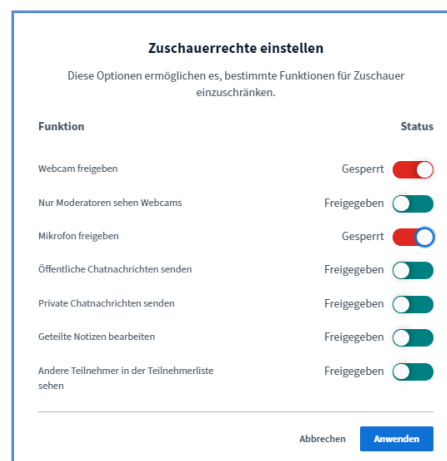 Zuschauerrechte einstellen
Diese Optionen ermöglichen es, bestimmte Funktionen für Zuschauer
einzuschränken.
Funktion Status
Webcam freigeben Gesperrt
Nur Moderatoren sehen Webcams Freigegeben
Mikrofon freigeben Gesperrt
Öffentliche Chatnachrichten senden Freigegeben
Private Chatnachrichten senden Freigegeben
Geteilte Notizen bearbeiten Freigegeben
Andere Teilnehmer in der Teilnehmerliste Freigegeben
sehen
Abbrechen Anwenden